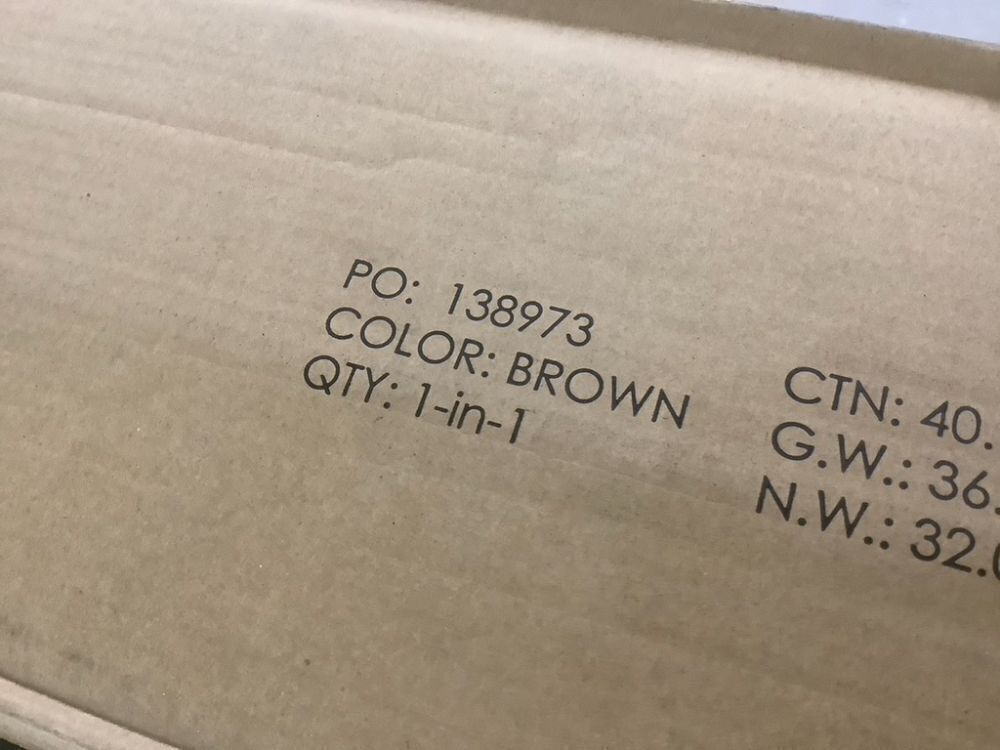 PO: 138973
COLOR: BROWN
QTY: 1-in-1
CTN: 40.
G.W.: 36.
N.W.: 32.